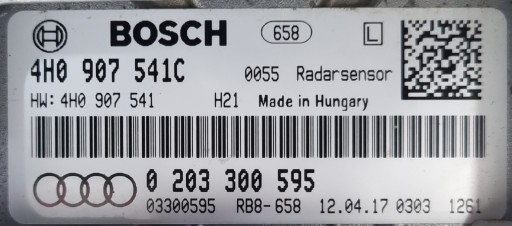 BOSCH 658 L
4H0 907 541C 0055 Radarsensor
HW: 4H0 907 541 H21 Made in Hungary
0 203 300 595
03300595 RB8-658 12.04.17 0303 1261